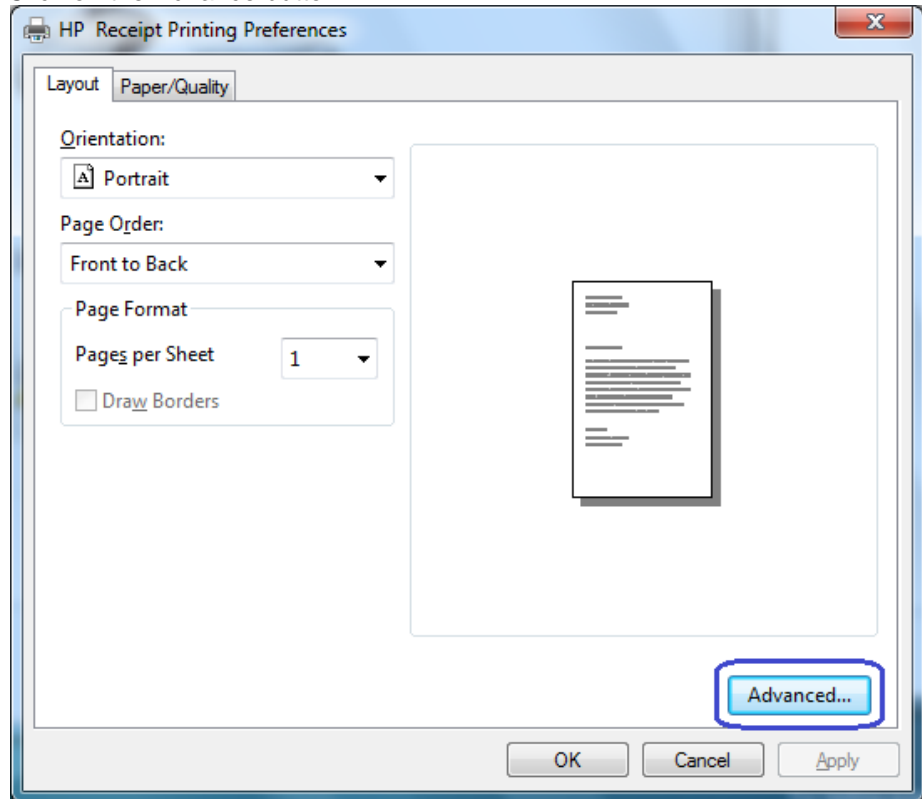 HP Receipt Printing Preferences
Layout
Paper/Quality
Orientation:
Portrait
Page Order:
Front to Back
Page Format
Pages per Sheet
1
Draw Borders
Advanced...
OK
Cancel
Apply